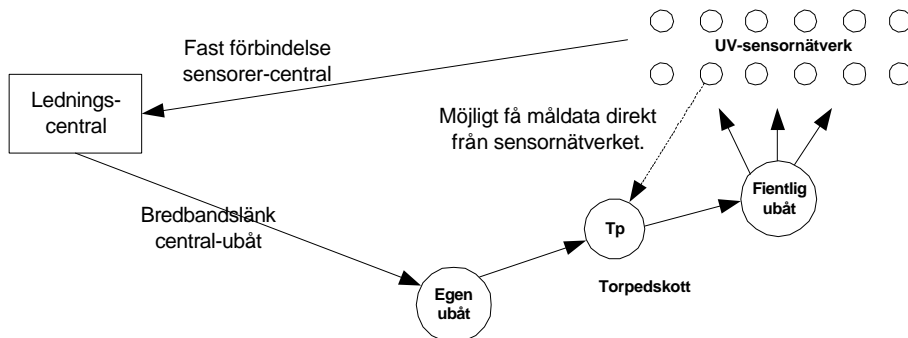 UV-sensornätverk
Fast förbindelse
sensorer-central
Lednings-
central
Möjligt få måldata direkt
från sensornätverket.
Fientlig
ubåt
Bredbandslänk
central-ubåt
Tp
Torpedskott
Egen
ubåt